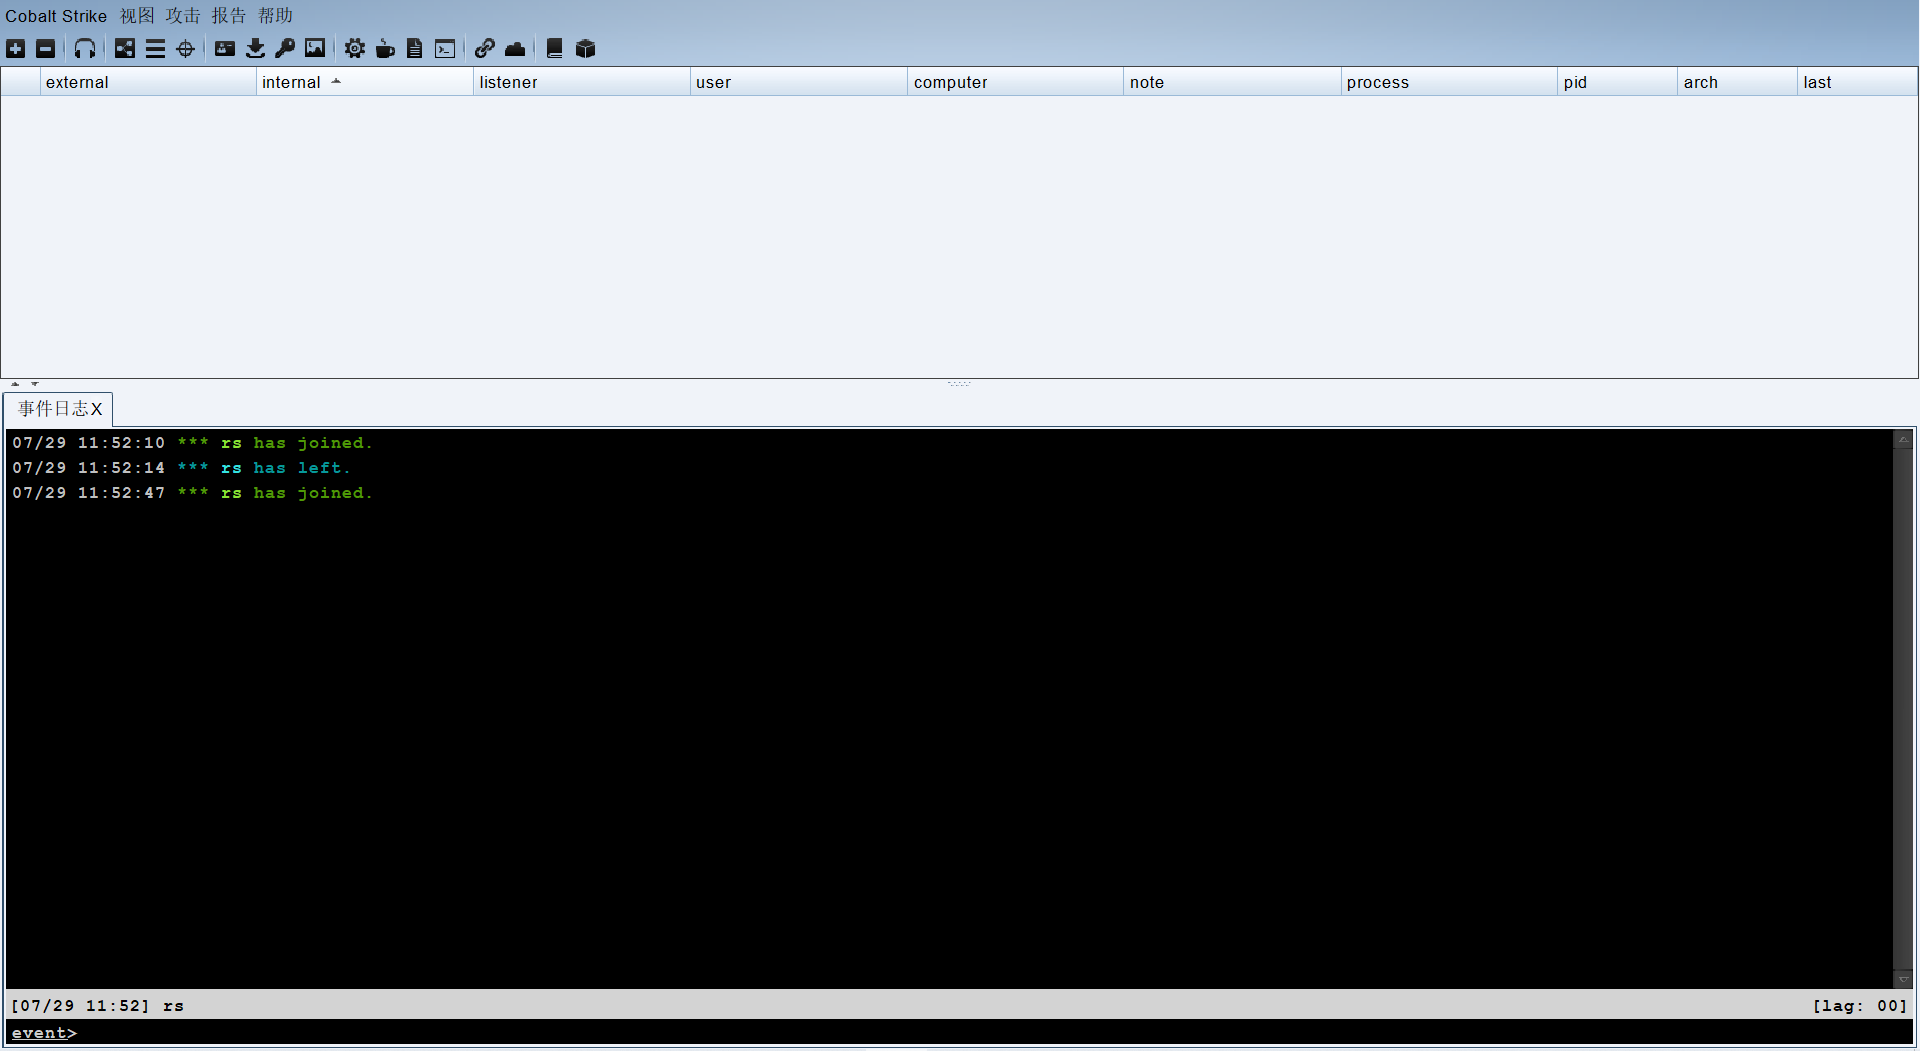 Cobalt Strike 视图 攻击 报告 帮助
external internal listener user computer note process pid arch last
事件日志X
07/29 11:52:10 *** rs has joined.
07/29 11:52:14 *** rs has left.
07/29 11:52:47 *** rs has joined.
[07/29 11:52] rs [lag: 00]
event>